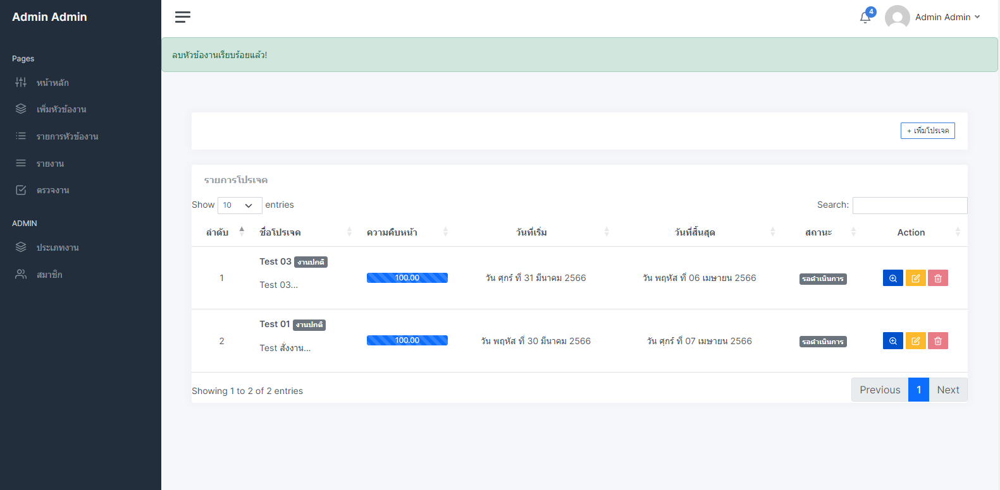 Admin Admin
4
Admin Admin
ลบหัวข้องานเรียบร้อยแล้ว!
Pages
หน้าหลัก
เพิ่มหัวข้องาน
รายการหัวข้องาน
รายงาน
ตรวจงาน
ADMIN
ประเภทงาน
สมาชิก
+ เพิ่มโปรเจค
รายการโปรเจค
Show 10 entries
Search:
ลำดับ ชื่อโปรเจค ความคืบหน้า วันที่เริ่ม วันที่สิ้นสุด สถานะ Action
Test 03 งานปกติ
1 100.00 วัน ศุกร์ ที่ 31 มีนาคม 2566 วัน พฤหัส ที่ 06 เมษายน 2566 รอดำเนินการ
Test 03...
Test 01 งานปกติ
2 100.00 วัน พฤหัส ที่ 30 มีนาคม 2566 วัน ศุกร์ ที่ 07 เมษายน 2566 รอดำเนินการ
Test สั่งงาน...
Showing 1 to 2 of 2 entries
Previous 1 Next